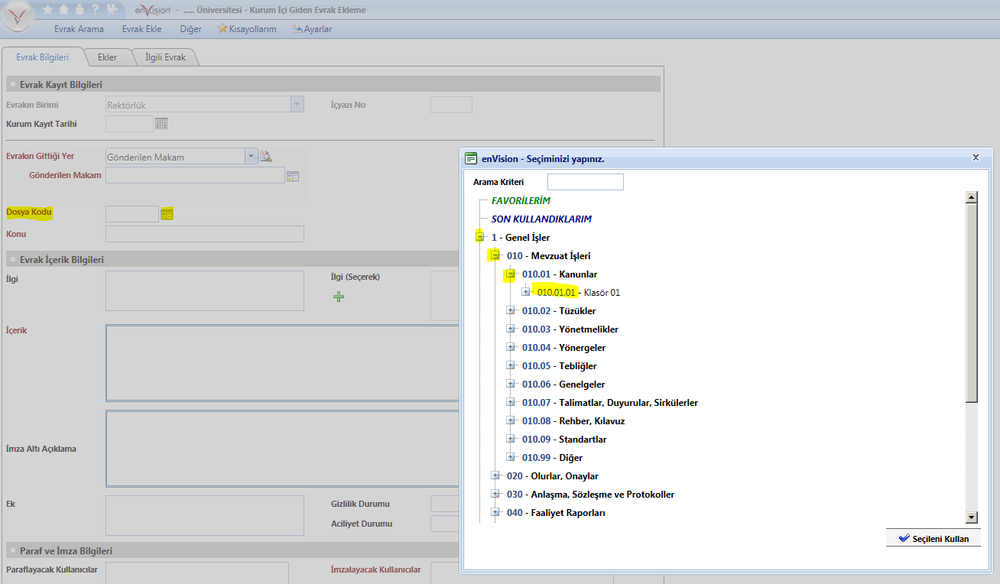 enVision - ..... Üniversitesi - Kurum İçi Giden Evrak Ekleme
Evrak Arama Evrak Ekle Diğer Kısayollarım Ayarlar
Evrak Bilgileri Ekler İlgili Evrak
Evrak Kayıt Bilgileri
Evrakın Birimi Rektörlük İçyazı No
Kurum Kayıt Tarihi
Evrakın Gittiği Yer Gönderilen Makam
Gönderilen Makam
Dosya Kodu
Konu
Evrak İçerik Bilgileri
İlgi İlgi (Seçerek)
İçerik
İmza Altı Açıklama
Ek Gizlilik Durumu
Aciliyet Durumu
Paraf ve İmza Bilgileri
Paraflayacak Kullanıcılar İmzalayacak Kullanıcılar
enVision - Seçiminizi yapınız. x
Arama Kriteri
FAVORİLERİM
SON KULLANDIKLARIM
1 - Genel İşler
010 - Mevzuat İşleri
010.01 - Kanunlar
010.01.01 - Klasör 01
010.02 - Tüzükler
010.03 - Yönetmelikler
010.04 - Yönergeler
010.05 - Tebliğler
010.06 - Genelgeler
010.07 - Talimatlar, Duyurular, Sirkülerler
010.08 - Rehber, Kılavuz
010.09 - Standartlar
010.99 - Diğer
020 - Olurlar, Onaylar
030 - Anlaşma, Sözleşme ve Protokoller
040 - Faaliyet Raporları
Seçileni Kullan